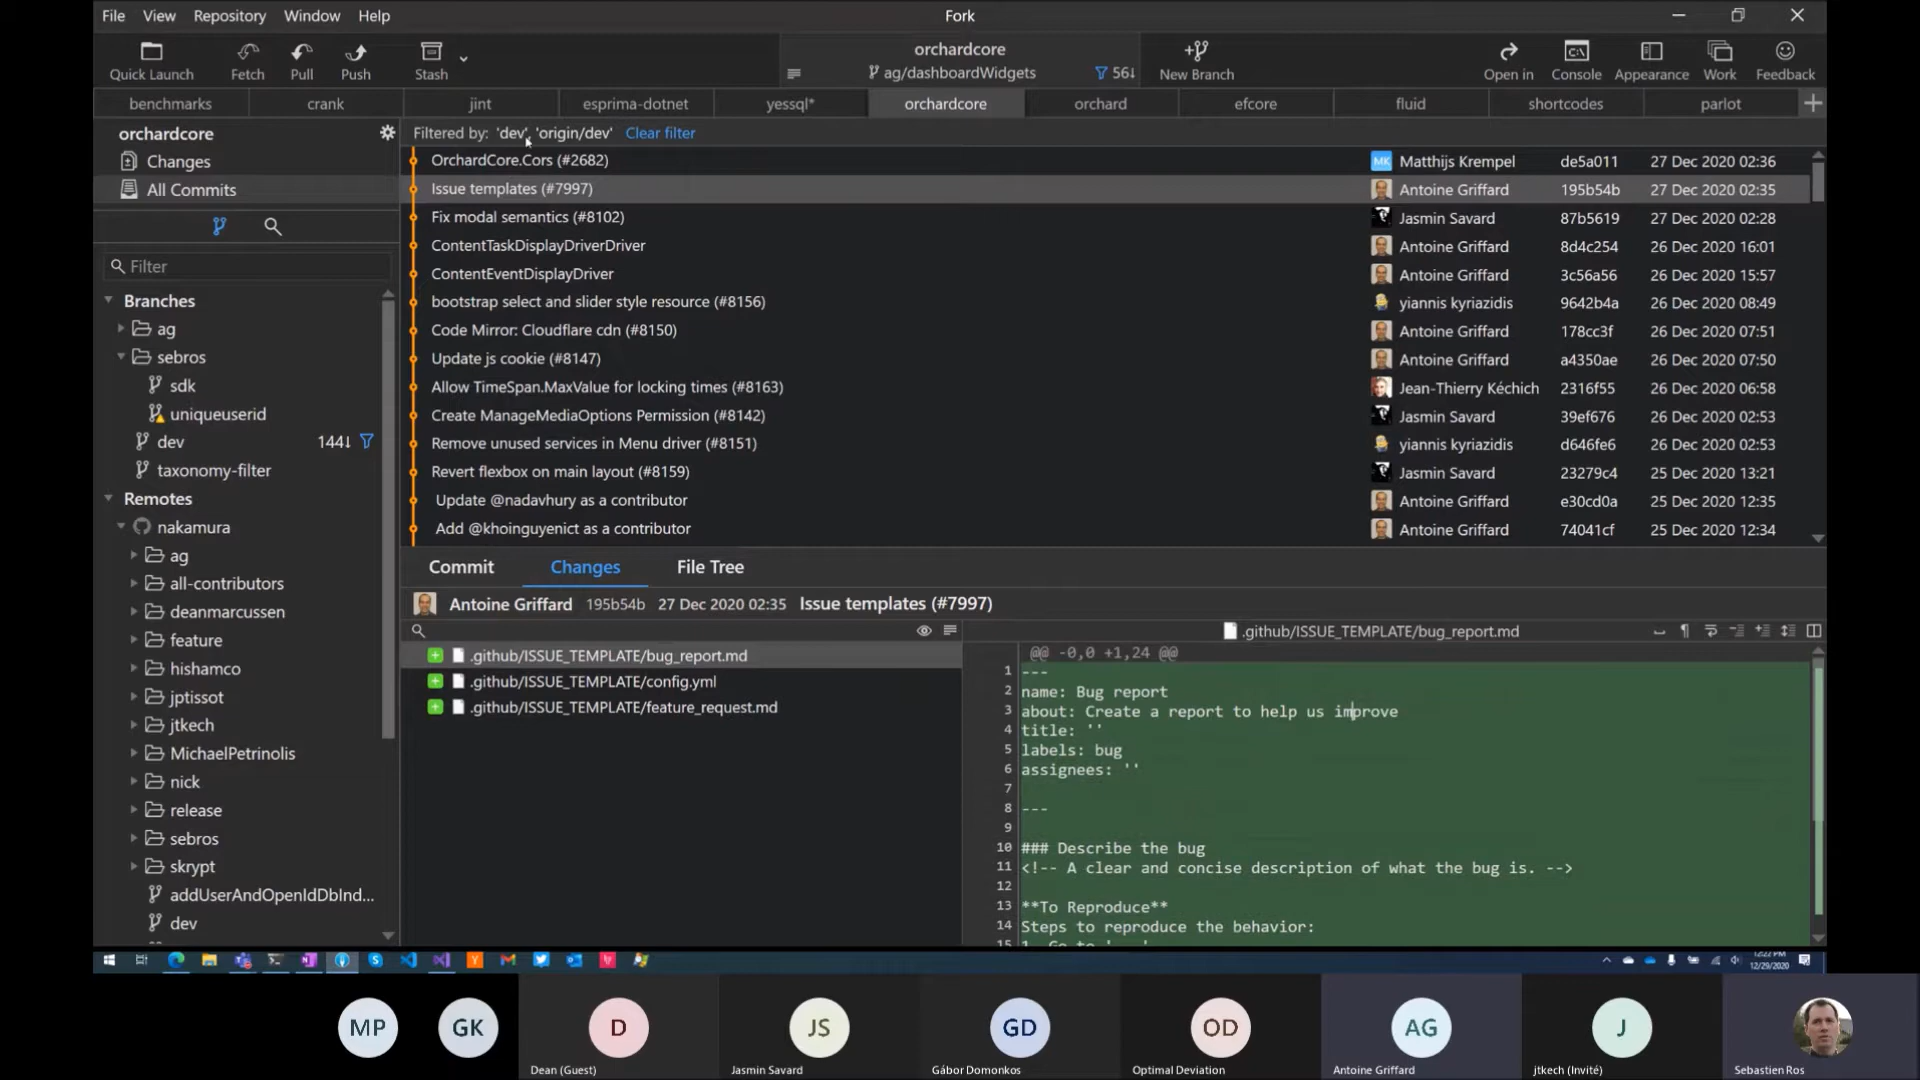 File View Repository Window Help
Fork
Quick Launch
Fetch
Pull
Push
Stash
orchardcore
ag/dashboardWidgets
56↓
New Branch
Open in
Console
Appearance
Work
Feedback
benchmarks
crank
jint
esprima-dotnet
yessql*
orchardcore
orchard
efcore
fluid
shortcodes
parlot
orchardcore
Changes
All Commits
Filter
Branches
ag
sebros
sdk
uniqueuserid
dev 144↓
taxonomy-filter
Remotes
nakamura
ag
all-contributors
deanmarcussen
feature
hishamco
jptissot
jtkech
MichaelPetrinolis
nick
release
sebros
skrypt
addUserAndOpenIdDbInd...
dev
Filtered by: 'dev', 'origin/dev' Clear filter
OrchardCore.Cors (#2682) MK Matthijs Krempel de5a011 27 Dec 2020 02:36
Issue templates (#7997) Antoine Griffard 195b54b 27 Dec 2020 02:35
Fix modal semantics (#8102) Jasmin Savard 87b5619 27 Dec 2020 02:28
ContentTaskDisplayDriverDriver Antoine Griffard 8d4c254 26 Dec 2020 16:01
ContentEventDisplayDriver Antoine Griffard 3c56a56 26 Dec 2020 15:57
bootstrap select and slider style resource (#8156) yiannis kyriazidis 9642b4a 26 Dec 2020 08:49
Code Mirror: Cloudflare cdn (#8150) Antoine Griffard 178cc3f 26 Dec 2020 07:51
Update js cookie (#8147) Antoine Griffard a4350ae 26 Dec 2020 07:50
Allow TimeSpan.MaxValue for locking times (#8163) Jean-Thierry Kéchich 2316f55 26 Dec 2020 06:58
Create ManageMediaOptions Permission (#8142) Jasmin Savard 39ef676 26 Dec 2020 02:53
Remove unused services in Menu driver (#8151) yiannis kyriazidis d646fe6 26 Dec 2020 02:53
Revert flexbox on main layout (#8159) Jasmin Savard 23279c4 25 Dec 2020 13:21
Update @nadavhury as a contributor Antoine Griffard e30cd0a 25 Dec 2020 12:35
Add @khoinguyenict as a contributor Antoine Griffard 74041cf 25 Dec 2020 12:34
Commit
Changes
File Tree
Antoine Griffard 195b54b 27 Dec 2020 02:35 Issue templates (#7997)
.github/ISSUE_TEMPLATE/bug_report.md
.github/ISSUE_TEMPLATE/config.yml
.github/ISSUE_TEMPLATE/feature_request.md
.github/ISSUE_TEMPLATE/bug_report.md
@@ -0,0 +1,24 @@
1 ---
2 name: Bug report
3 about: Create a report to help us improve
4 title: ''
5 labels: bug
6 assignees: ''
7
8 ---
9
10 ### Describe the bug
11 <!-- A clear and concise description of what the bug is. -->
12
13 **To Reproduce**
14 Steps to reproduce the behavior:
12:22 PM
12/29/2020
MP
GK
D
Dean (Guest)
JS
Jasmin Savard
GD
Gábor Domonkos
OD
Optimal Deviation
AG
Antoine Griffard
J
jtkech (Invité)
Sebastien Ros